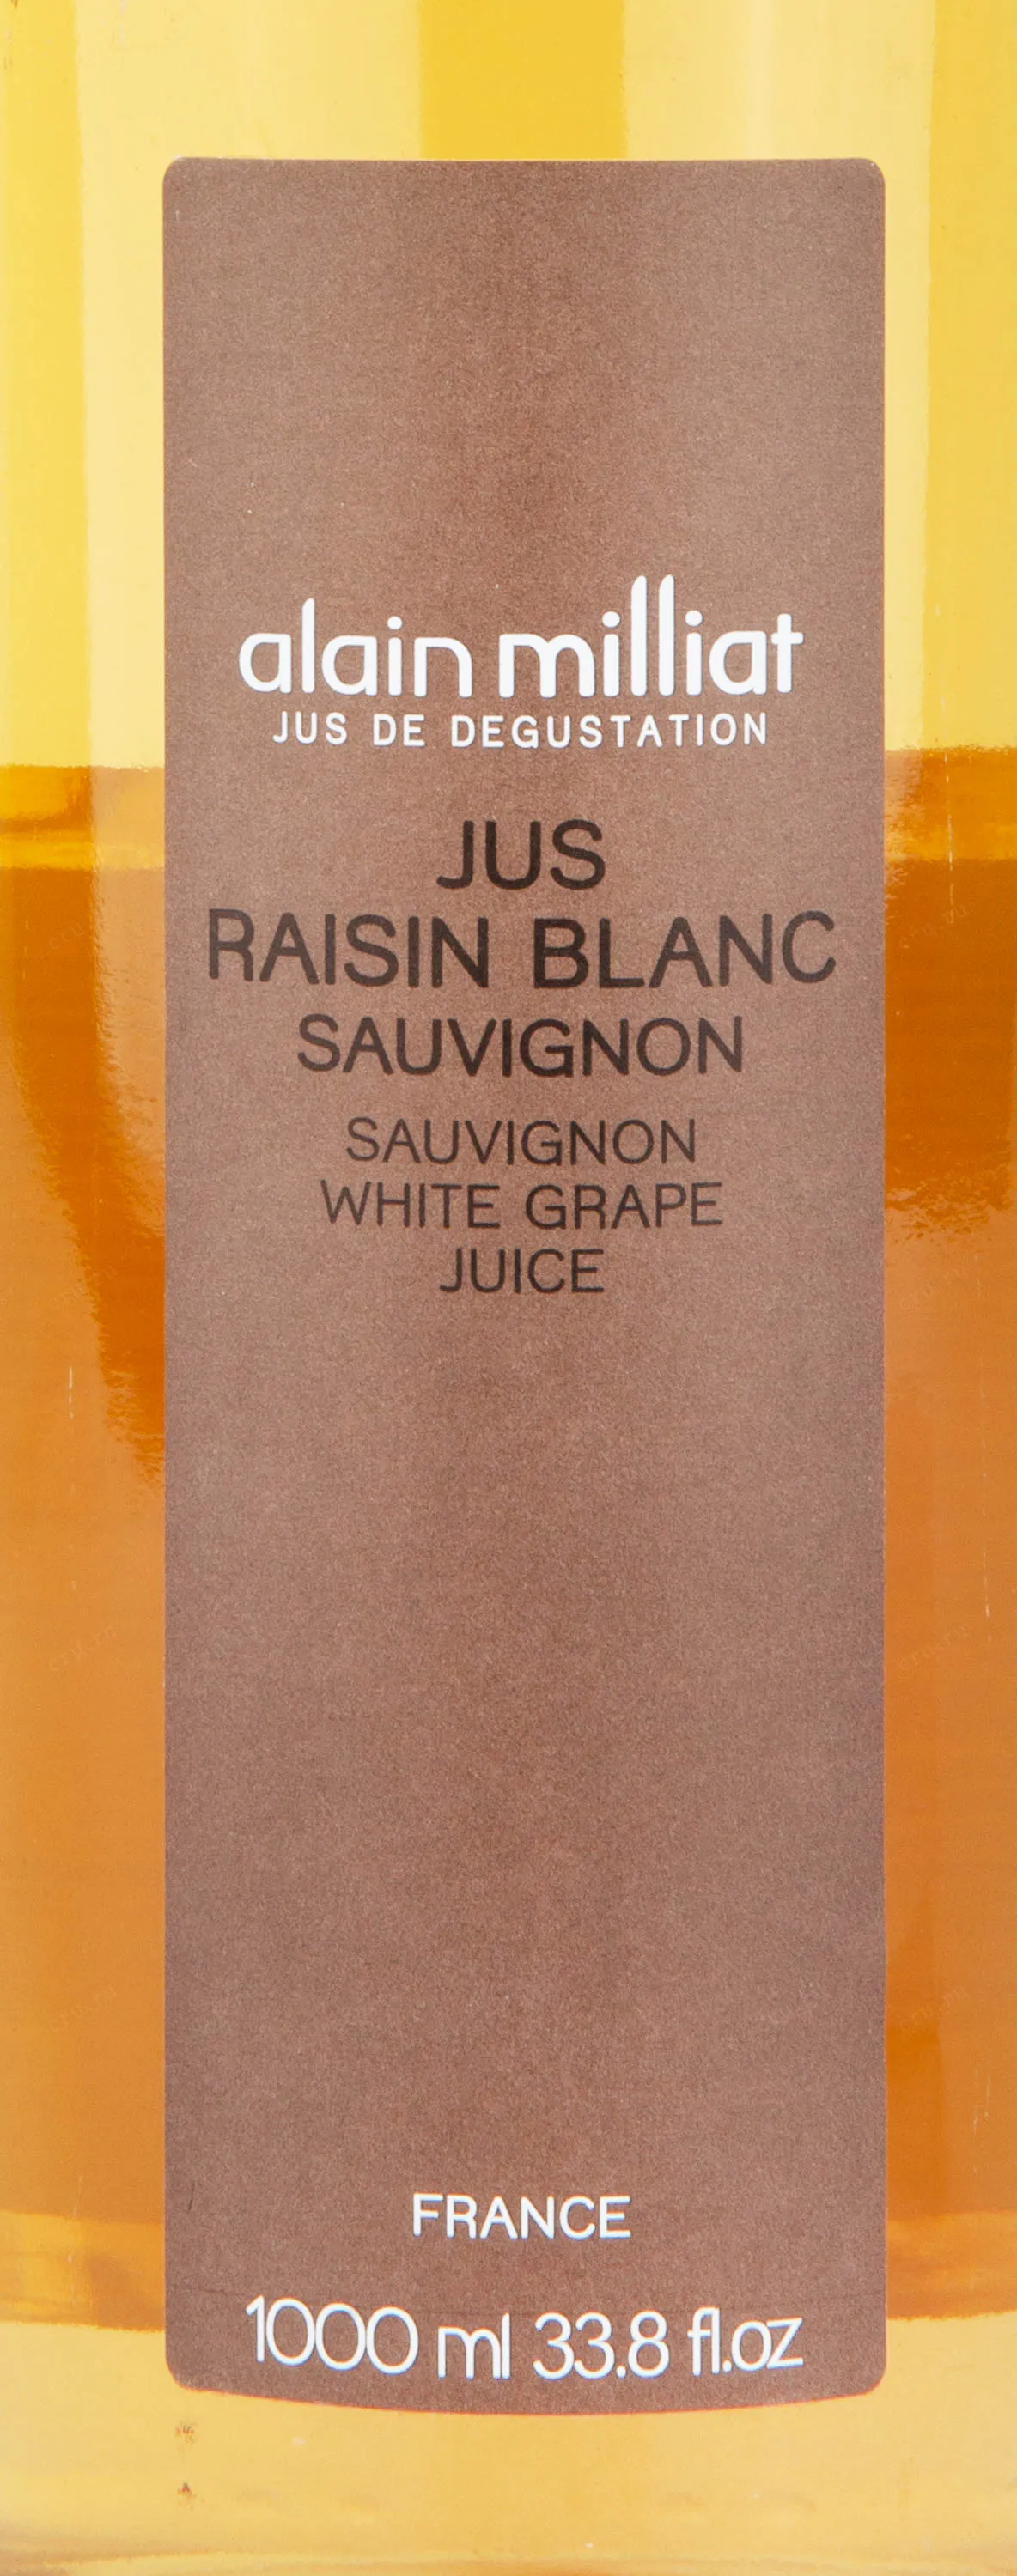 alain milliat
JUS DE DEGUSTATION
JUS
RAISIN BLANC
SAUVIGNON
SAUVIGNON
WHITE GRAPE
JUICE
FRANCE
1000 ml 33.8 fl.oz